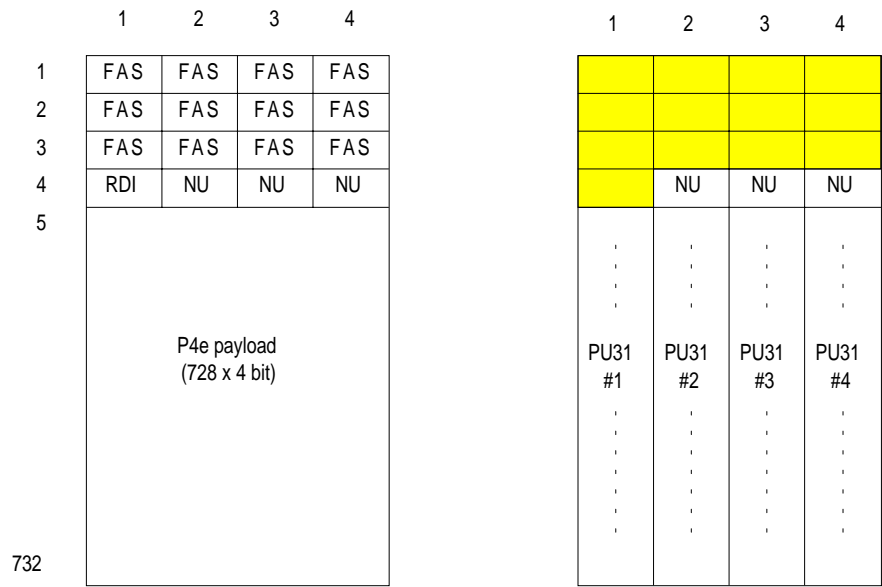 1 2 3 4
1 FAS FAS FAS FAS
2 FAS FAS FAS FAS
3 FAS FAS FAS FAS
4 RDI NU NU NU
5
P4e payload
(728 x 4 bit)
732
1 2 3 4
NU NU NU
PU31 PU31 PU31 PU31
#1 #2 #3 #4